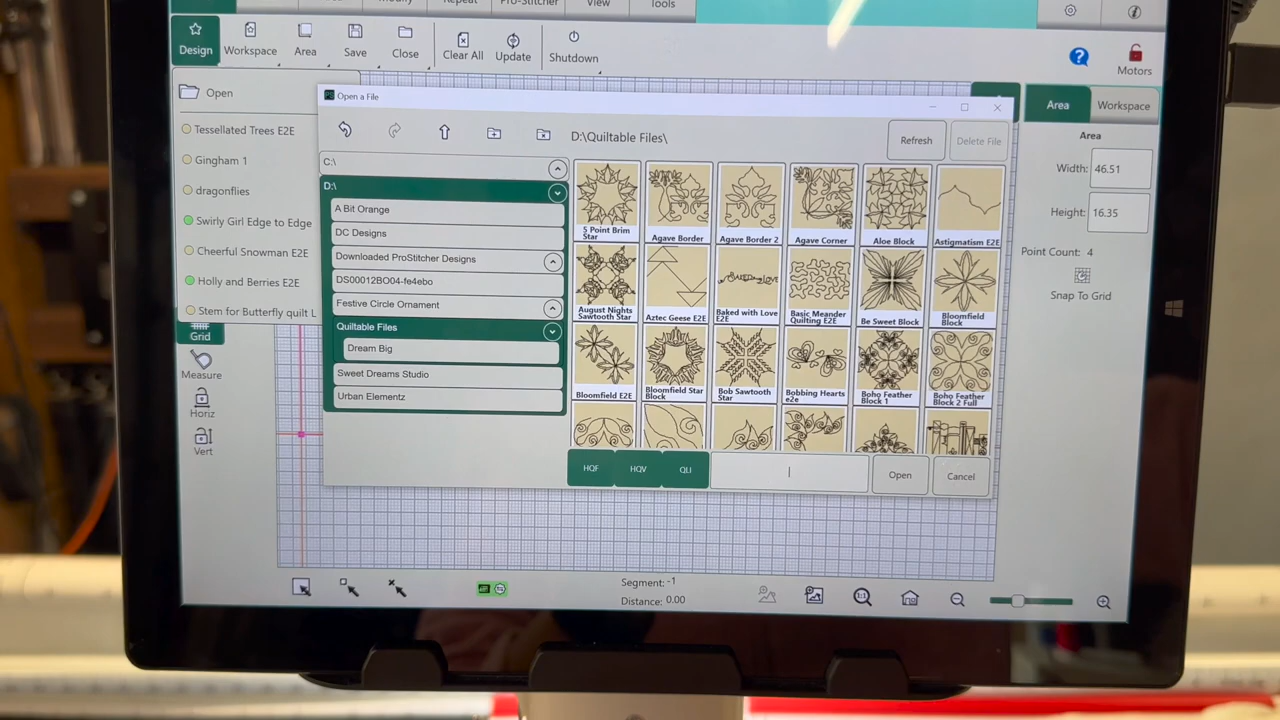 Modify
Repeat
Pro-Stitcher
View
Tools
Design
Workspace
Area
Save
Close
Clear All
Update
Shutdown
?
Motors
Open
Tessellated Trees E2E
Gingham 1
dragonflies
Swirly Girl Edge to Edge
Cheerful Snowman E2E
Holly and Berries E2E
Stem for Butterfly quilt L
Grid
Measure
Horiz
Vert
Open a File
D:\Quiltable Files\
Refresh
Delete File
C:\
D:\
A Bit Orange
DC Designs
Downloaded ProStitcher Designs
DS00012BO04-fe4ebo
Festive Circle Ornament
Quiltable Files
Dream Big
Sweet Dreams Studio
Urban Elementz
5 Point Brim
Star
Agave Border
Agave Border 2
Agave Corner
Aloe Block
Astigmatism E2E
August Nights
Sawtooth Star
Aztec Geese E2E
Baked with Love
E2E
Basic Meander
Quilting E2E
Be Sweet Block
Bloomfield
Block
Bloomfield E2E
Bloomfield Star
Block
Bob Sawtooth
Star
Bobbing Hearts
e2e
Boho Feather
Block 1
Boho Feather
Block 2 Full
HQF
HQV
QLI
Open
Cancel
Area
Workspace
Area
Width: 46.51
Height: 16.35
Point Count: 4
Snap To Grid
Segment: -1
Distance: 0.00
1:1